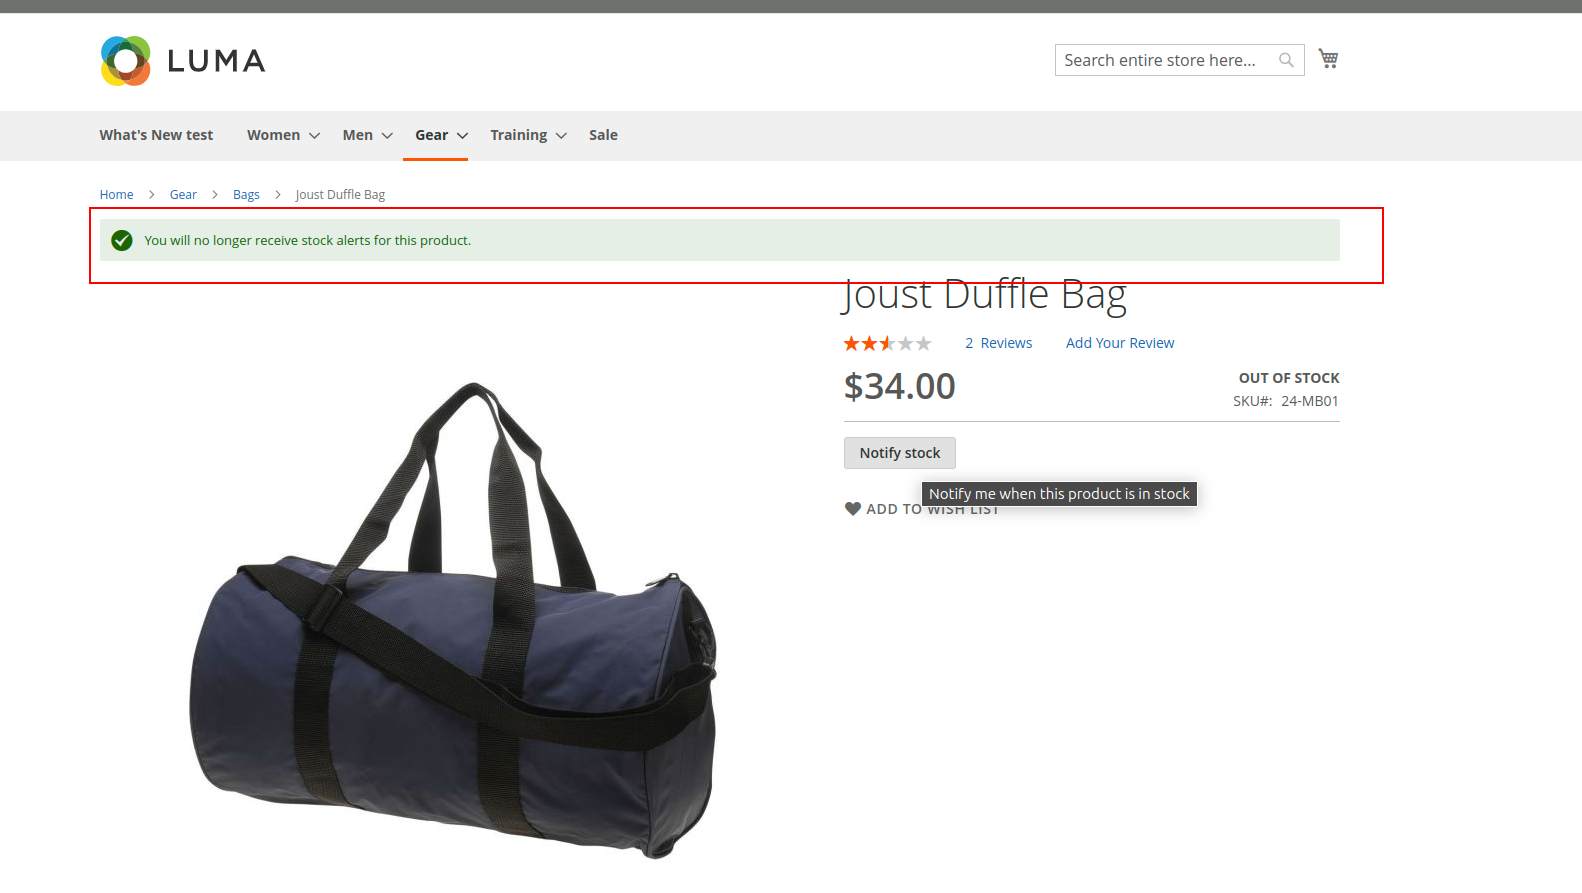 LUMA
Search entire store here...
What's New test Women Men Gear Training Sale
Home Gear Bags Joust Duffle Bag
You will no longer receive stock alerts for this product.
Joust Duffle Bag
2 Reviews Add Your Review
$34.00
OUT OF STOCK
SKU#: 24-MB01
Notify stock
Notify me when this product is in stock
ADD TO WISH LIST